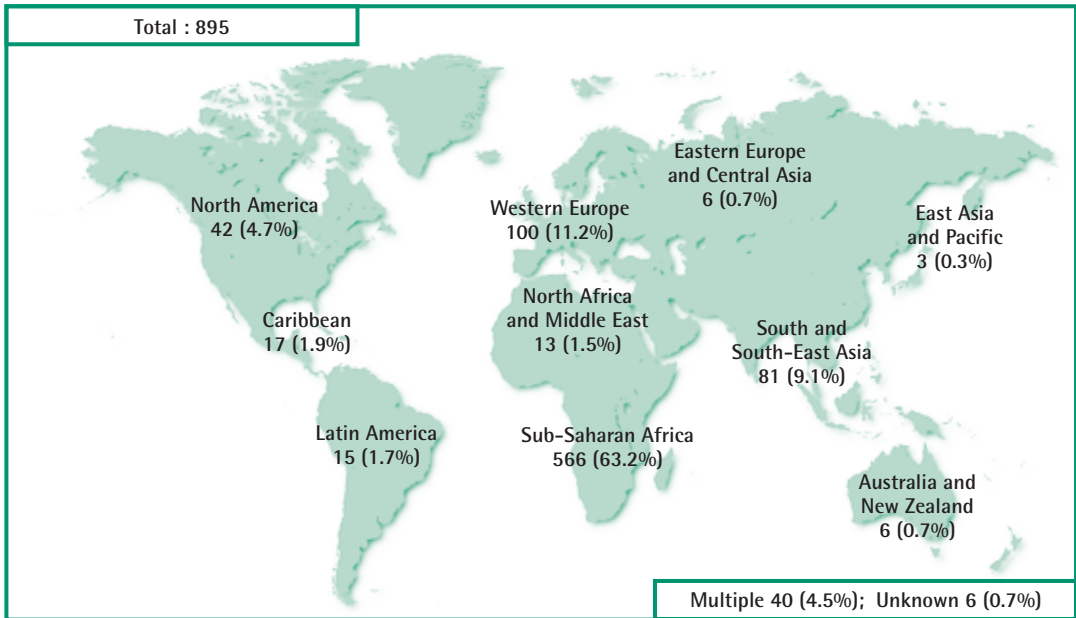 Total : 895
Eastern Europe
and Central Asia
6 (0.7%)
North America
42 (4.7%)
Western Europe
100 (11.2%)
East Asia
and Pacific
3 (0.3%)
North Africa
and Middle East
13 (1.5%)
Caribbean
17 (1.9%)
South and
South-East Asia
81 (9.1%)
Latin America
15 (1.7%)
Sub-Saharan Africa
566 (63.2%)
Australia and
New Zealand
6 (0.7%)
Multiple 40 (4.5%); Unknown 6 (0.7%)